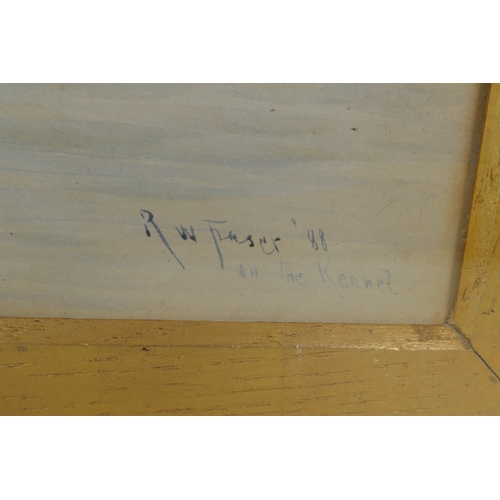 R W Fraser '88
on the Kennet